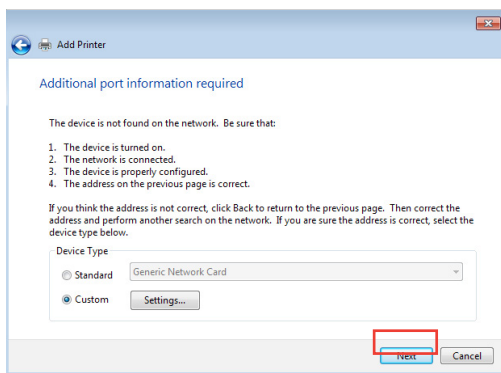 Add Printer
Additional port information required
The device is not found on the network. Be sure that:
1. The device is turned on.
2. The network is connected.
3. The device is properly configured.
4. The address on the previous page is correct.
If you think the address is not correct, click Back to return to the previous page. Then correct the
address and perform another search on the network. If you are sure the address is correct, select the
device type below.
Device Type
Standard
Generic Network Card
Custom
Settings...
Next
Cancel